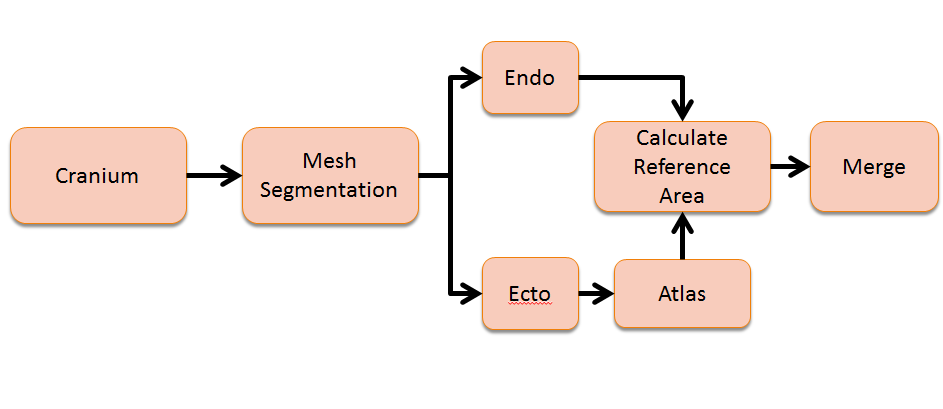 Cranium
Mesh
Segmentation
Endo
Ecto
Atlas
Calculate
Reference
Area
Merge